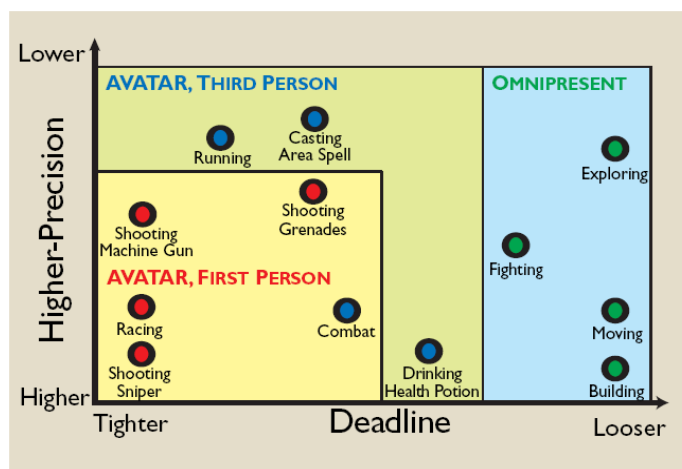 Lower
AVATAR, THIRD PERSON
OMNIPRESENT
Running
Casting
Area Spell
Exploring
Shooting
Machine Gun
Shooting
Grenades
Higher-Precision
Fighting
AVATAR, FIRST PERSON
Racing
Combat
Moving
Shooting
Sniper
Drinking
Health Potion
Building
Higher
Tighter
Deadline
Looser